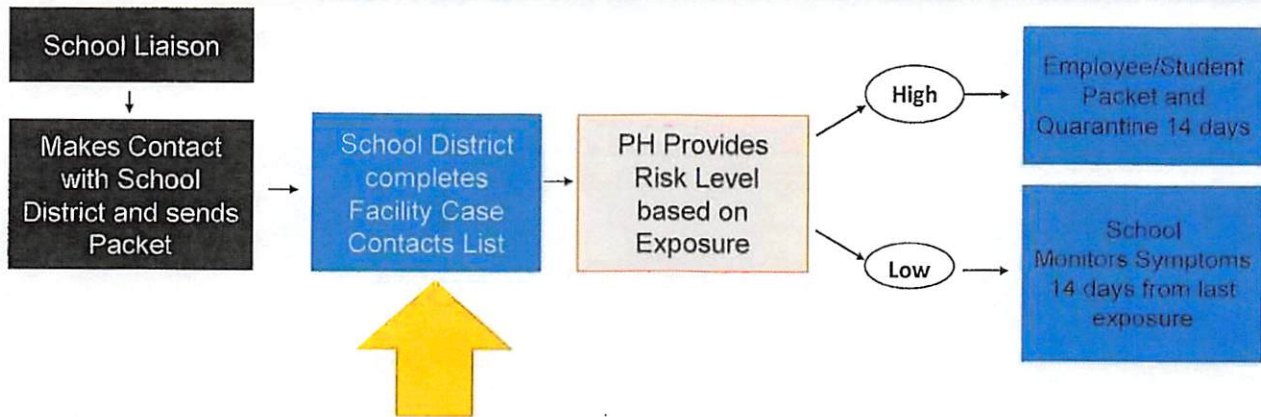 School Liaison
Makes Contact
with School
District and sends
Packet
School District
completes
Facility Case
Contacts List
PH Provides
Risk Level
based on
Exposure
High
Employee/Student
Packet and
Quarantine 14 days
Low
School
Monitors Symptoms
14 days from last
exposure